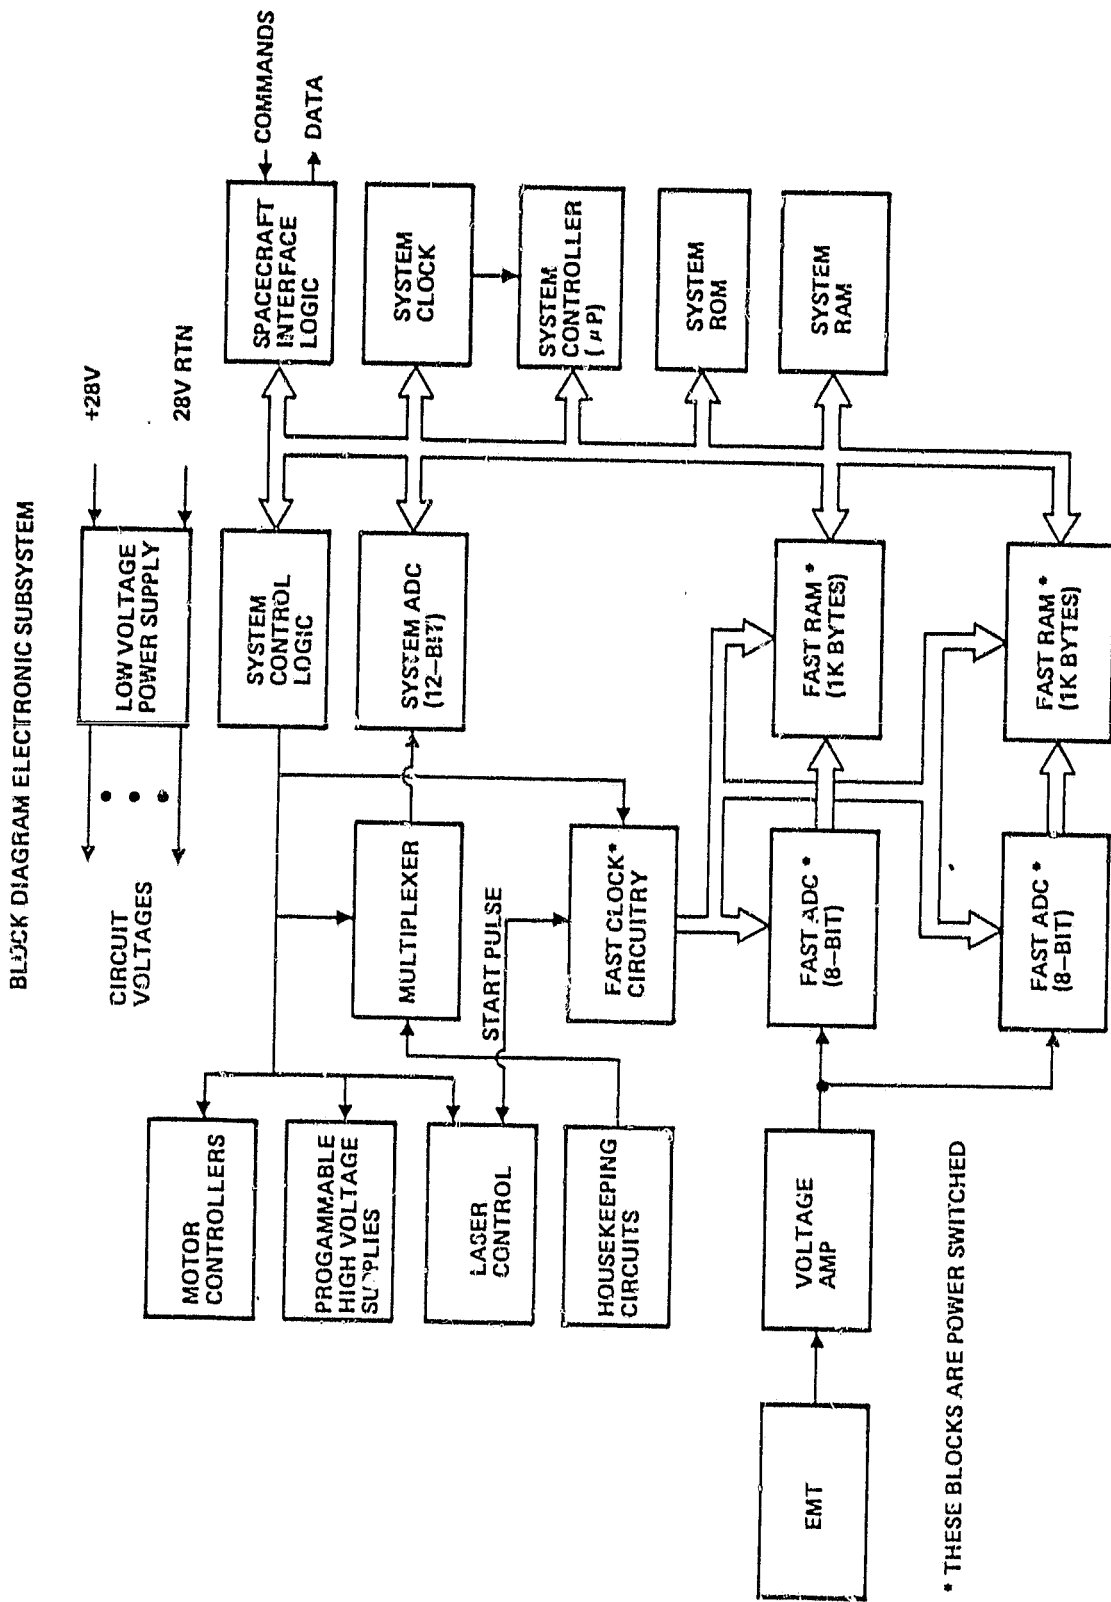 BLOCK DIAGRAM ELECTRONIC SUBSYSTEM
CIRCUIT
VOLTAGES
LOW VOLTAGE
POWER SUPPLY
+28V
28V RTN
MOTOR
CONTROLLERS
PROGAMMABLE
HIGH VOLTAGE
SUPPLIES
LASER
CONTROL
HOUSEKEEPING
CIRCUITS
SYSTEM
CONTROL
LOGIC
SPACECRAFT
INTERFACE
LOGIC
COMMANDS
DATA
MULTIPLEXER
SYSTEM ADC
(12-BIT)
SYSTEM
CLOCK
START PULSE
FAST CLOCK*
CIRCUITRY
SYSTEM
CONTROLLER
(μP)
SYSTEM
ROM
SYSTEM
RAM
EMT
VOLTAGE
AMP
FAST ADC *
(8-BIT)
FAST RAM *
(1K BYTES)
FAST ADC *
(8-BIT)
FAST RAM *
(1K BYTES)
* THESE BLOCKS ARE POWER SWITCHED